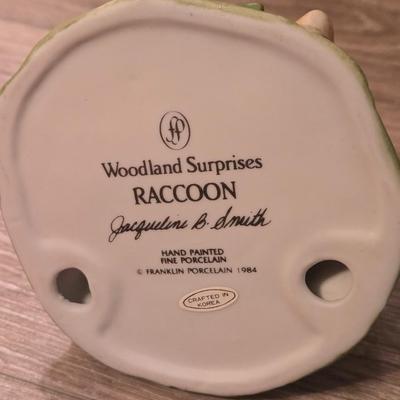 FP
Woodland Surprises
RACCOON
Jacqueline B. Smith
HAND PAINTED
FINE PORCELAIN
© FRANKLIN PORCELAIN 1984
CRAFTED IN
KOREA